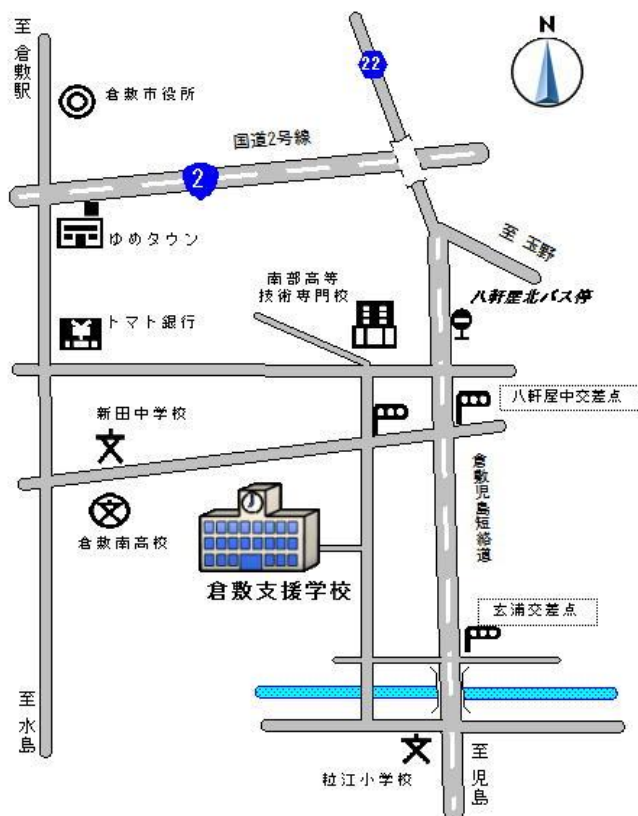 至 倉敷駅
22
N
倉敷市役所
国道2号線
2
至 玉野
ゆめタウン
南部高等
技術専門校
八軒屋北バス停
トマト銀行
八軒屋中交差点
新田中学校
倉敷児島短絡道
倉敷南高校
倉敷支援学校
玄浦交差点
至 水島
粒江小学校
至 児島